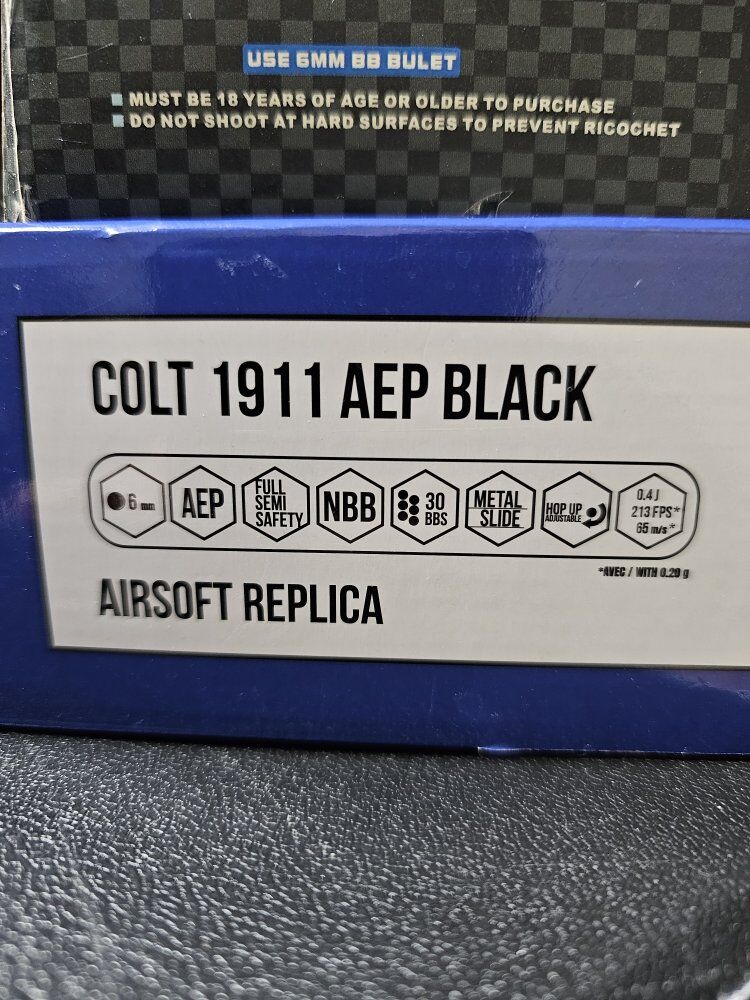 USE 6MM BB BULET
MUST BE 18 YEARS OF AGE OR OLDER TO PURCHASE
DO NOT SHOOT AT HARD SURFACES TO PREVENT RICOCHET
COLT 1911 AEP BLACK
6 mm
AEP
FULL
SEMI
SAFETY
NBB
30
BBS
METAL
SLIDE
HOP UP
ADJUSTABLE
0.4 J
213 FPS*
65 m/s*
*AVEC / WITH 0.20 g
AIRSOFT REPLICA